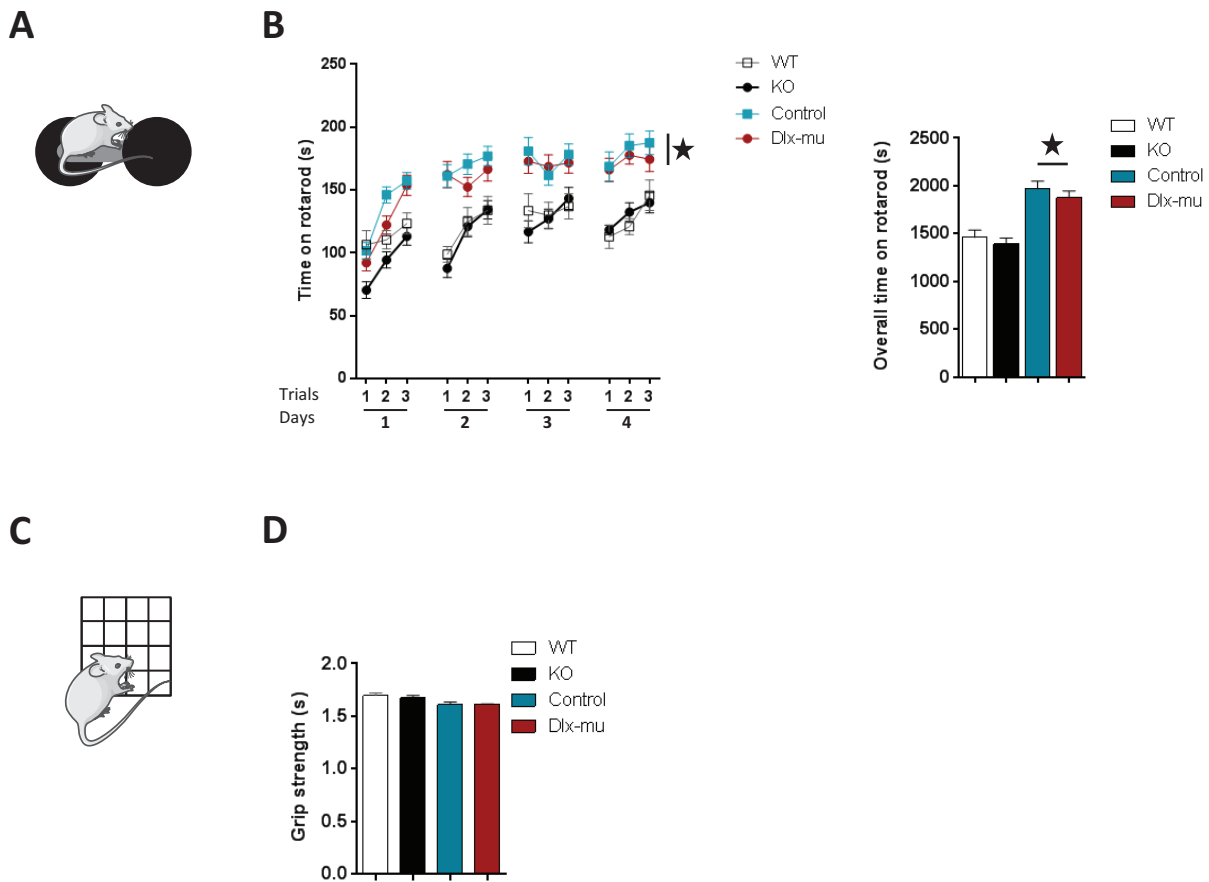 A
B
250
200
150
100
50
0
Time on rotarod (s)
WT
KO
Control
Dlx-mu
Trials
1 2 3 1 2 3 1 2 3 1 2 3
Days
1 2 3 4
2500
2000
1500
1000
500
0
Overall time on rotarod (s)
WT
KO
Control
Dlx-mu
C
D
2.0
1.5
1.0
0.5
0.0
Grip strength (s)
WT
KO
Control
Dlx-mu